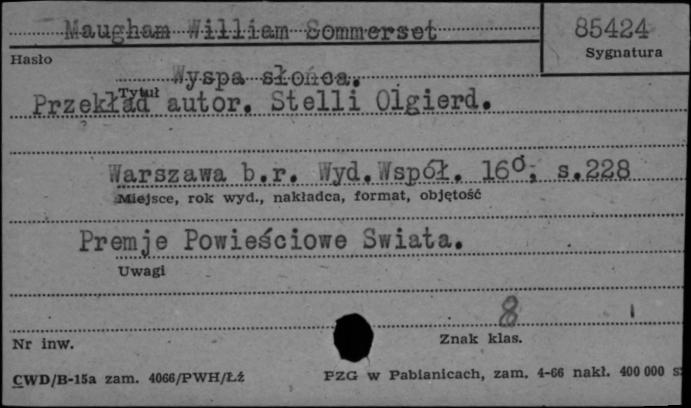 Maugham William Sommerset
85424
Sygnatura
Hasło
Wyspa słońca.
Tytuł
Przekład autor. Stelli Olgierd.
Warszawa b.r. Wyd.Współ. 16º, s.228
Miejsce, rok wyd., nakładca, format, objętość
Premje Powieściowe Swiata.
Uwagi
8
Nr inw.
Znak klas.
CWD/B-15a zam. 4066/PWH/Łż
PZG w Pabianicach, zam. 4-66 nakł. 400 000